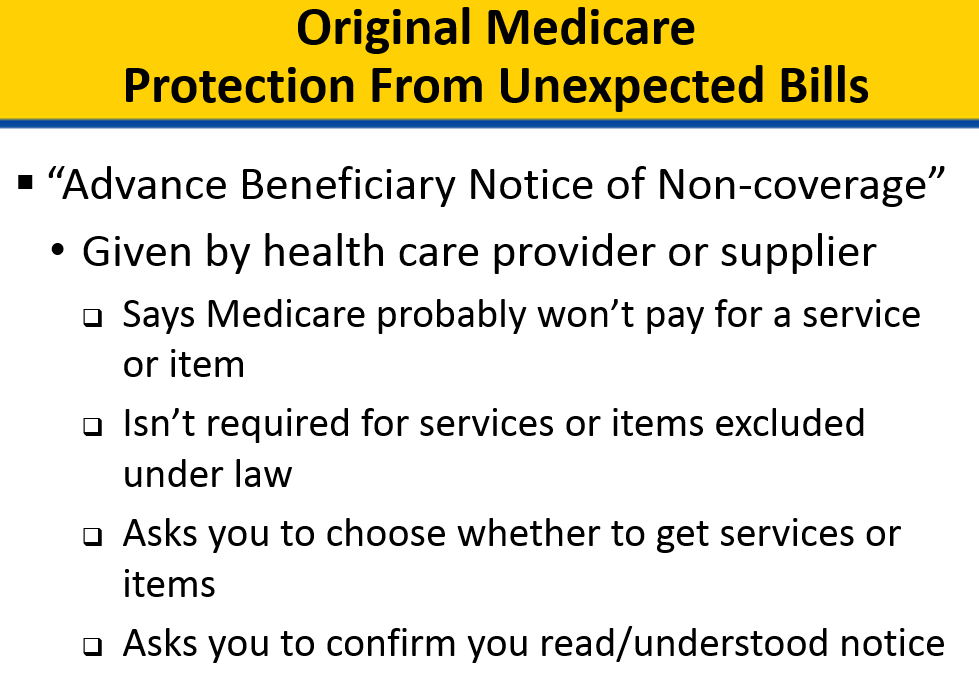 Original Medicare
Protection From Unexpected Bills
▪ “Advance Beneficiary Notice of Non-coverage”
• Given by health care provider or supplier
❑ Says Medicare probably won’t pay for a service
or item
❑ Isn’t required for services or items excluded
under law
❑ Asks you to choose whether to get services or
items
❑ Asks you to confirm you read/understood notice